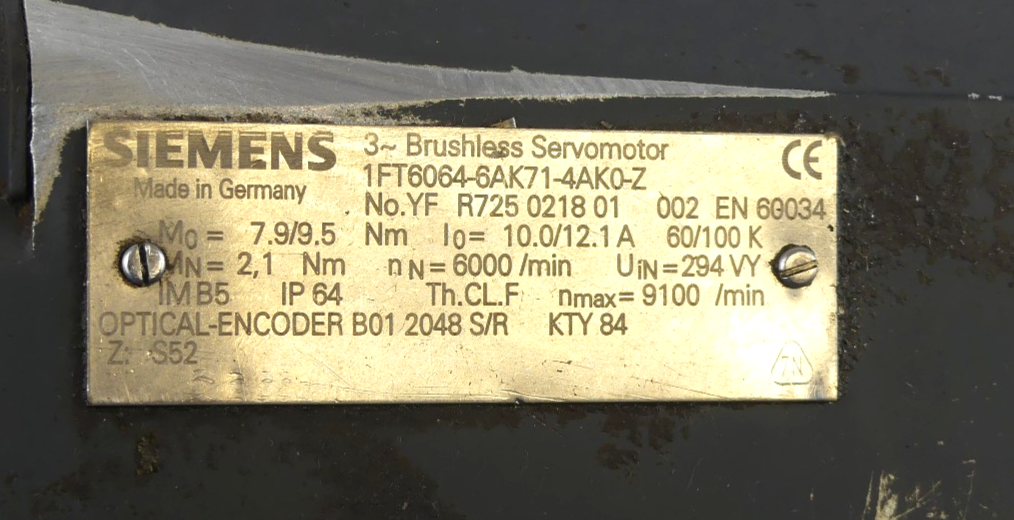 SIEMENS 3~ Brushless Servomotor CE
1FT6064-6AK71-4AK0-Z
Made in Germany
No.YF R725 0218 01 002 EN 60034
M0 = 7.9/9.5 Nm I0= 10.0/12.1 A 60/100 K
MN = 2,1 Nm nN=6000 /min UiN=294 VY
IM B5 IP 64 Th.CL.F nmax= 9100 /min
OPTICAL-ENCODER B01 2048 S/R KTY 84
Z: S52